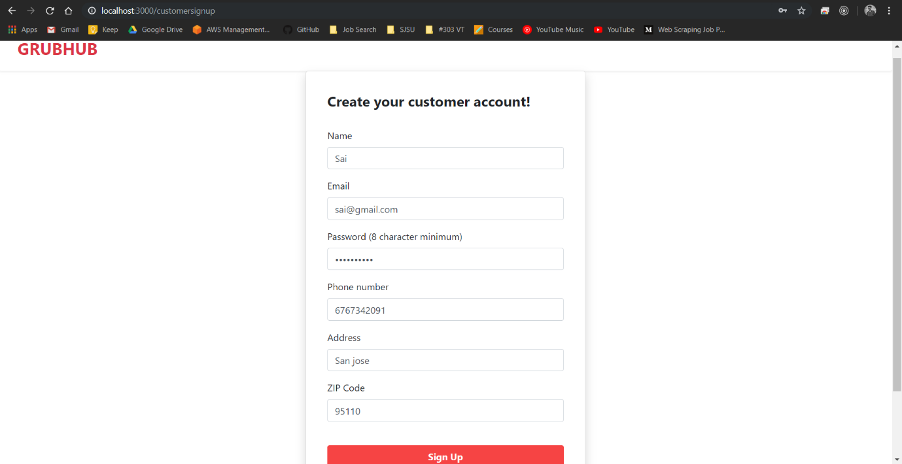 localhost:3000/customersignup
Apps Gmail Keep Google Drive AWS Management... GitHub Job Search SJSU #303 VT Courses YouTube Music YouTube Web Scraping Job P...
GRUBHUB
Create your customer account!
Name
Sai
Email
sai@gmail.com
Password (8 character minimum)
••••••••••
Phone number
6767342091
Address
San jose
ZIP Code
95110
Sign Up